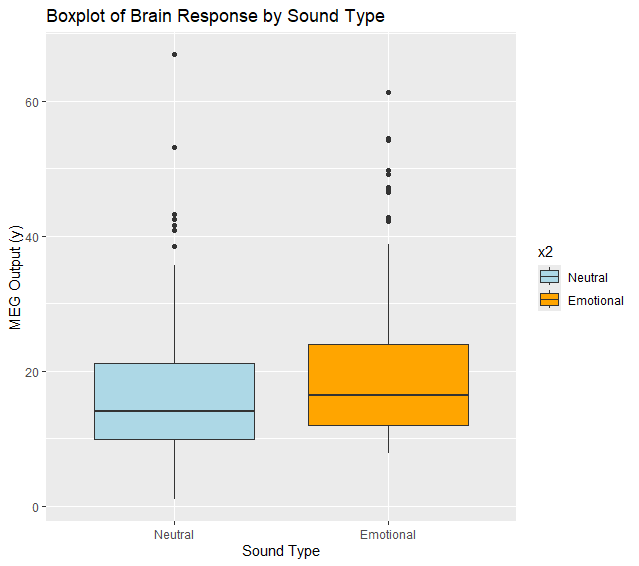 Boxplot of Brain Response by Sound Type
MEG Output (y)
60
40
20
0
Neutral
Emotional
Sound Type
x2
Neutral
Emotional